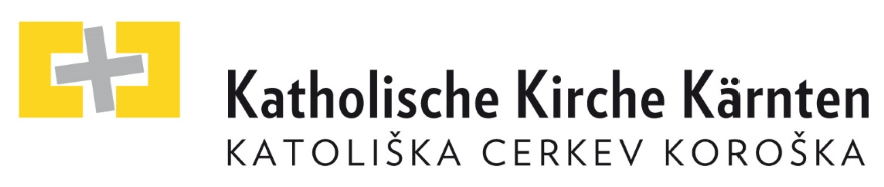 Katholische Kirche Kärnten
KATOLIŠKA CERKEV KOROŠKA